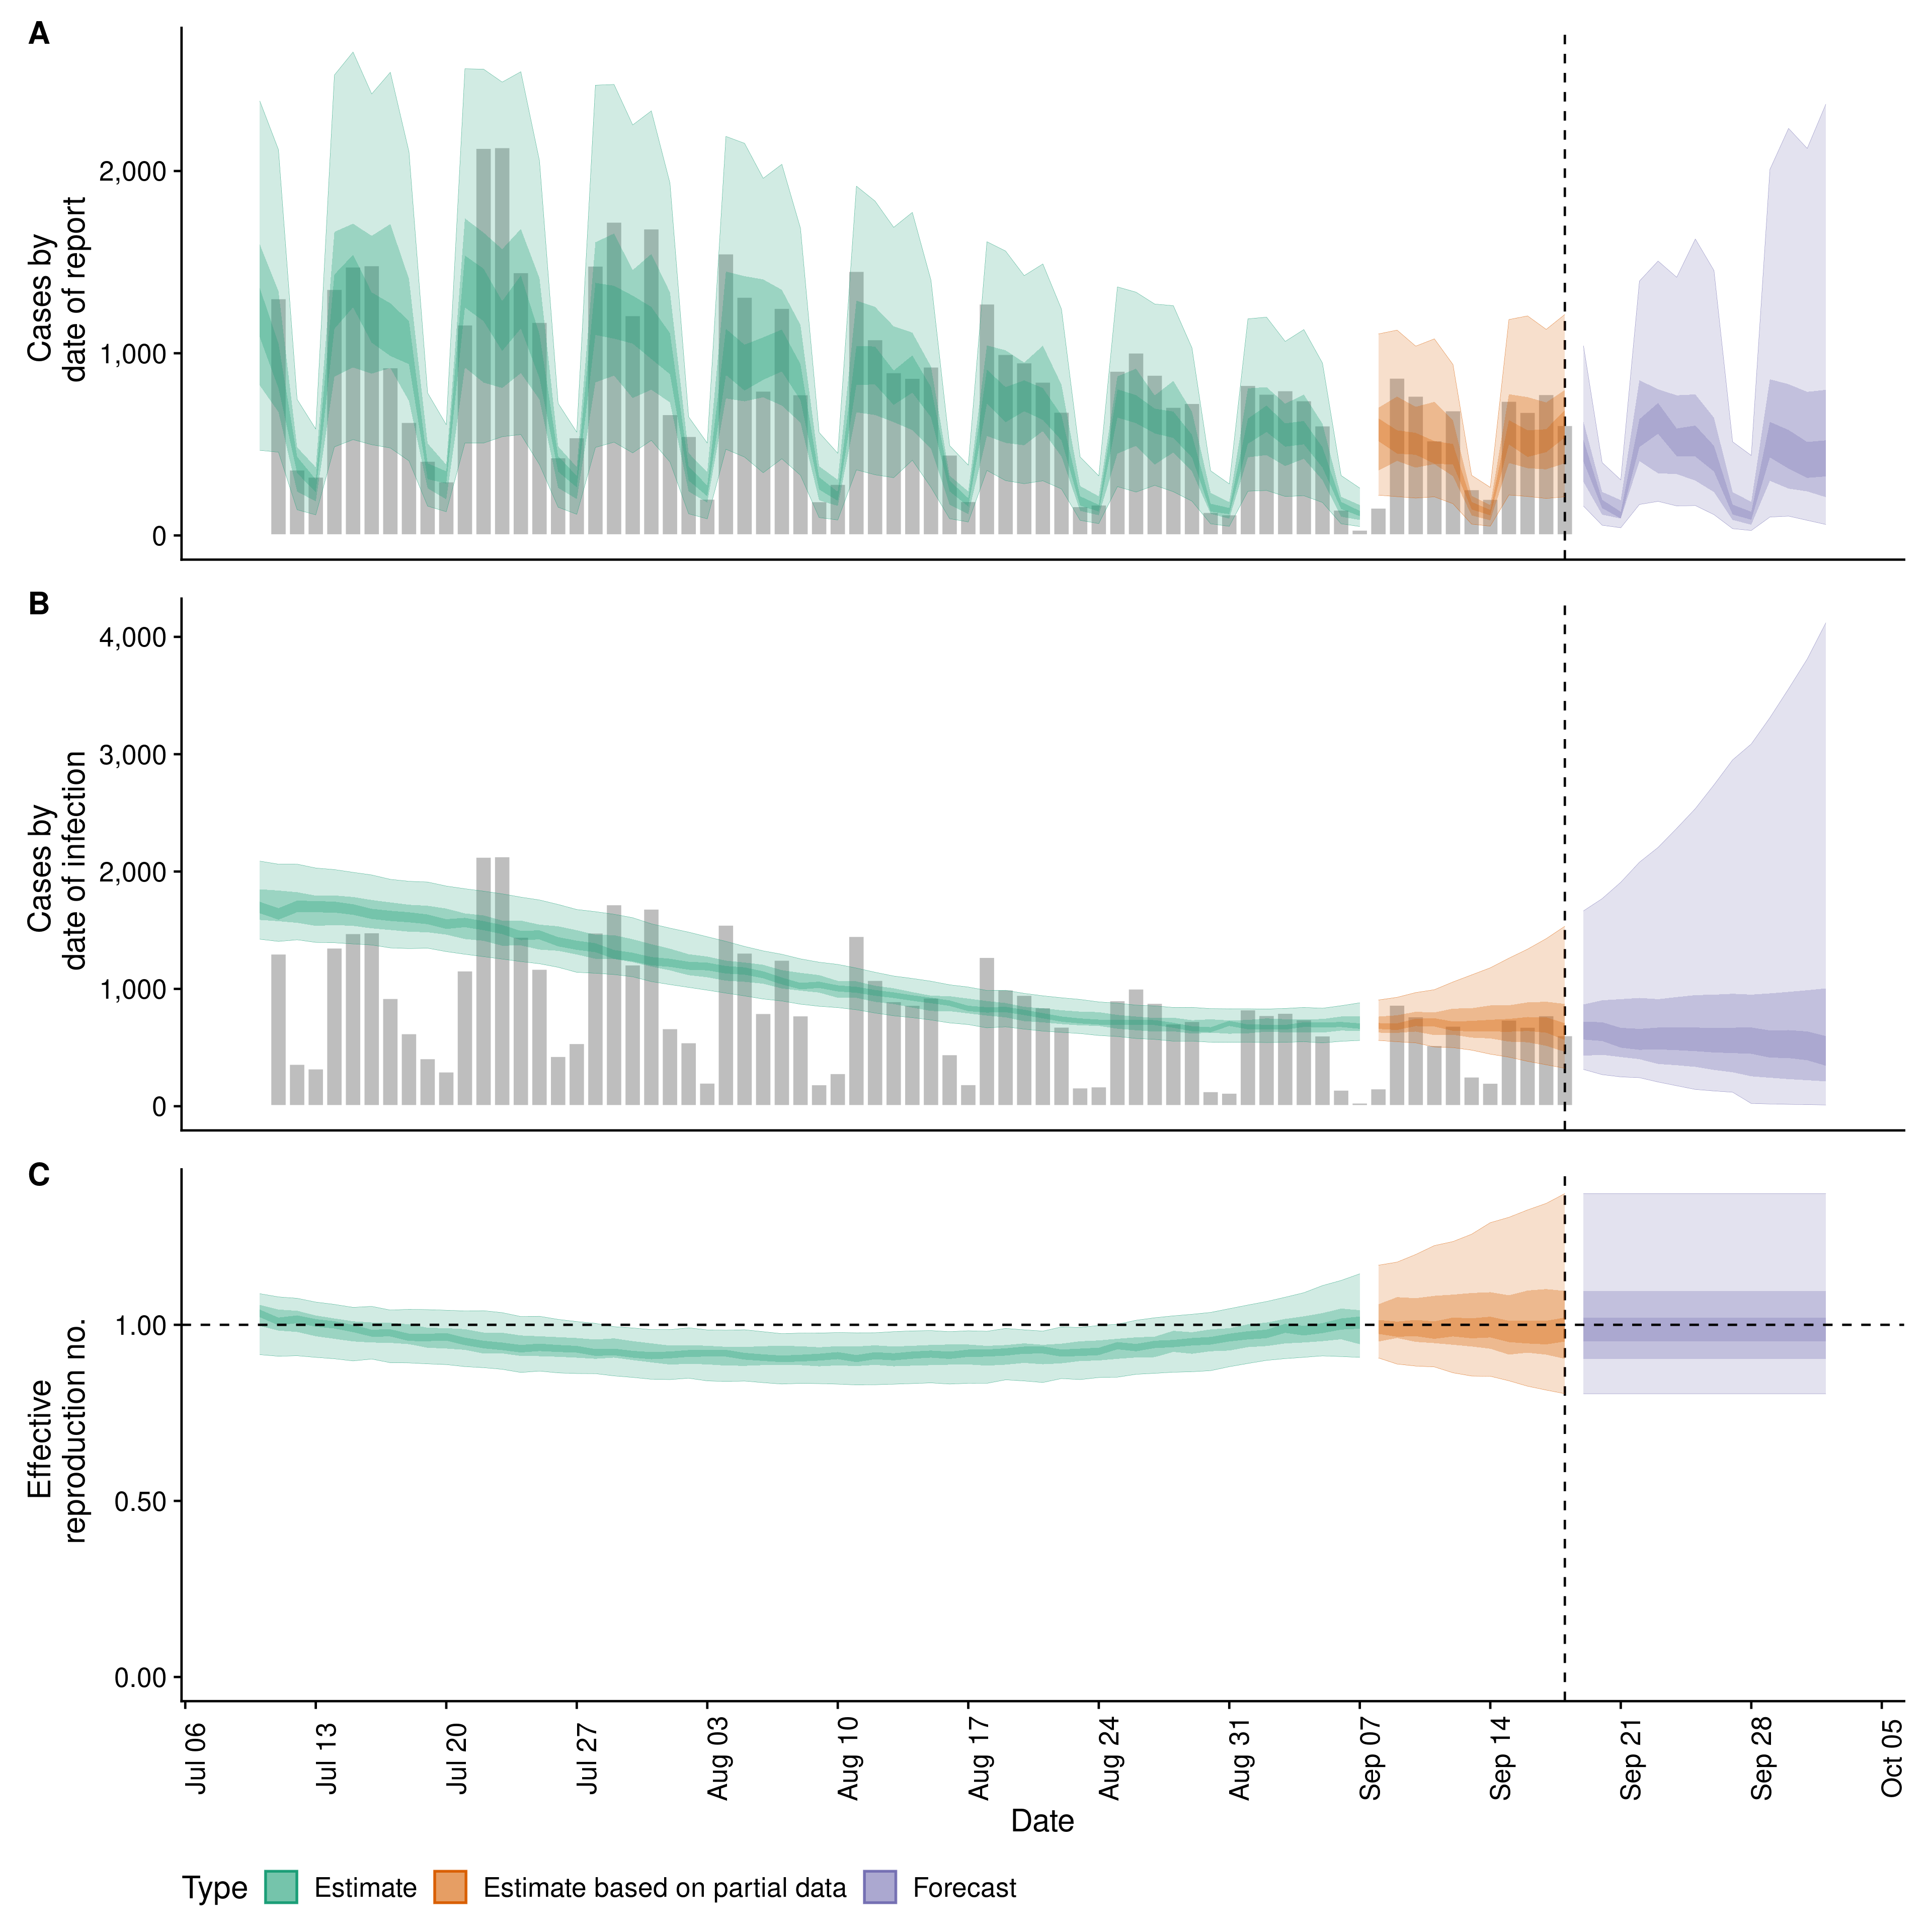 A
Cases by
date of report
2,000
1,000
0
B
Cases by
date of infection
4,000
3,000
2,000
1,000
0
C
Effective
reproduction no.
1.00
0.50
0.00
Jul 06
Jul 13
Jul 20
Jul 27
Aug 03
Aug 10
Aug 17
Aug 24
Aug 31
Sep 07
Sep 14
Sep 21
Sep 28
Oct 05
Date
Type Estimate Estimate based on partial data Forecast